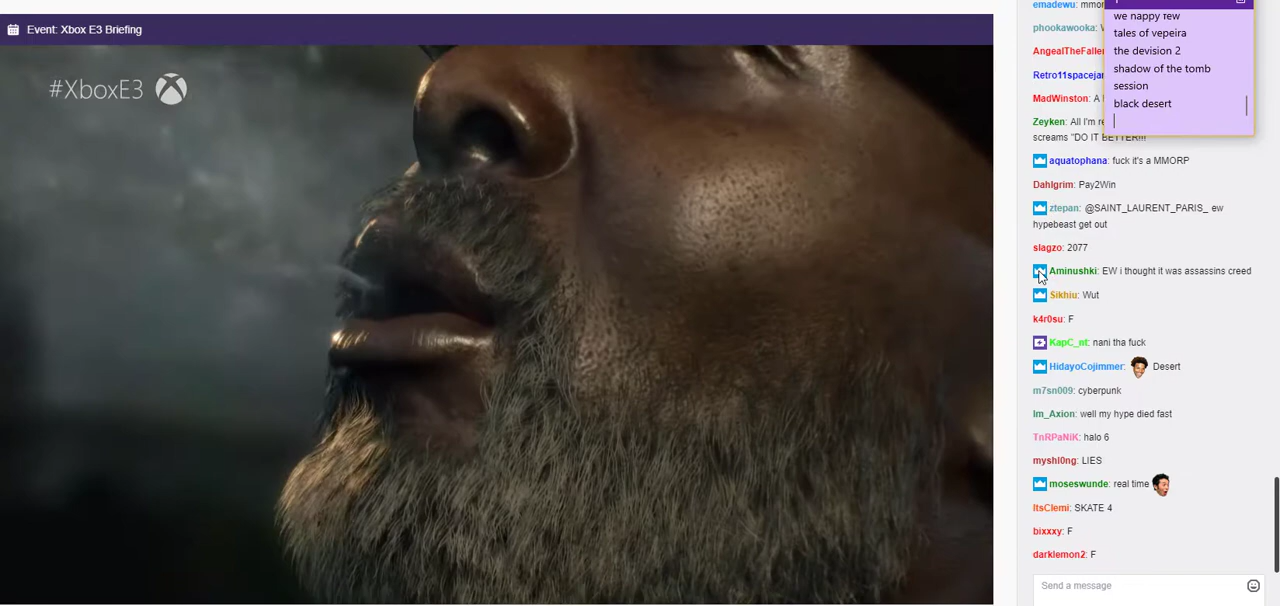 Event: Xbox E3 Briefing
#XboxE3
emadewu: mmor
phookawooka:
AngealTheFaller
Retro11spacejar
MadWinston: A
Zeyken: All I'm re
screams "DO IT BETTER!!!
aquatophana: fuck it's a MMORP
Dahlgrim: Pay2Win
ztepan: @SAINT_LAURENT_PARIS_ ew
hypebeast get out
slagzo: 2077
Aminushki: EW i thought it was assassins creed
Sikhiu: Wut
k4r0su: F
KapC_nt: nani tha fuck
HidayoCojimmer: Desert
m7sn009: cyberpunk
Im_Axion: well my hype died fast
TnRPaNiK: halo 6
myshl0ng: LIES
moseswunde: real time
ItsClemi: SKATE 4
bixxxy: F
darklemon2: F
Send a message
we nappy few
tales of vepeira
the devision 2
shadow of the tomb
session
black desert